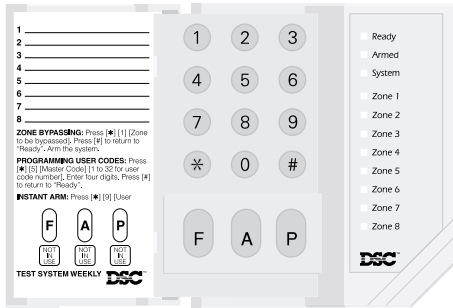 1
2
3
4
5
6
7
8
ZONE BYPASSING: Press [✱] [1] [Zone
to be bypassed]. Press [#] to return to
"Ready". Arm the system.
PROGRAMMING USER CODES: Press
[✱] [5] [Master Code] [1 to 32 for user
code number]. Enter four digits. Press [#]
to return to "Ready".
INSTANT ARM: Press [✱] [9] [User
F A P
NOT IN USE NOT IN USE NOT IN USE
TEST SYSTEM WEEKLY DSC™
1 2 3
4 5 6
7 8 9
✱ 0 #
F A P
Ready
Armed
System
Zone 1
Zone 2
Zone 3
Zone 4
Zone 5
Zone 6
Zone 7
Zone 8
DSC™